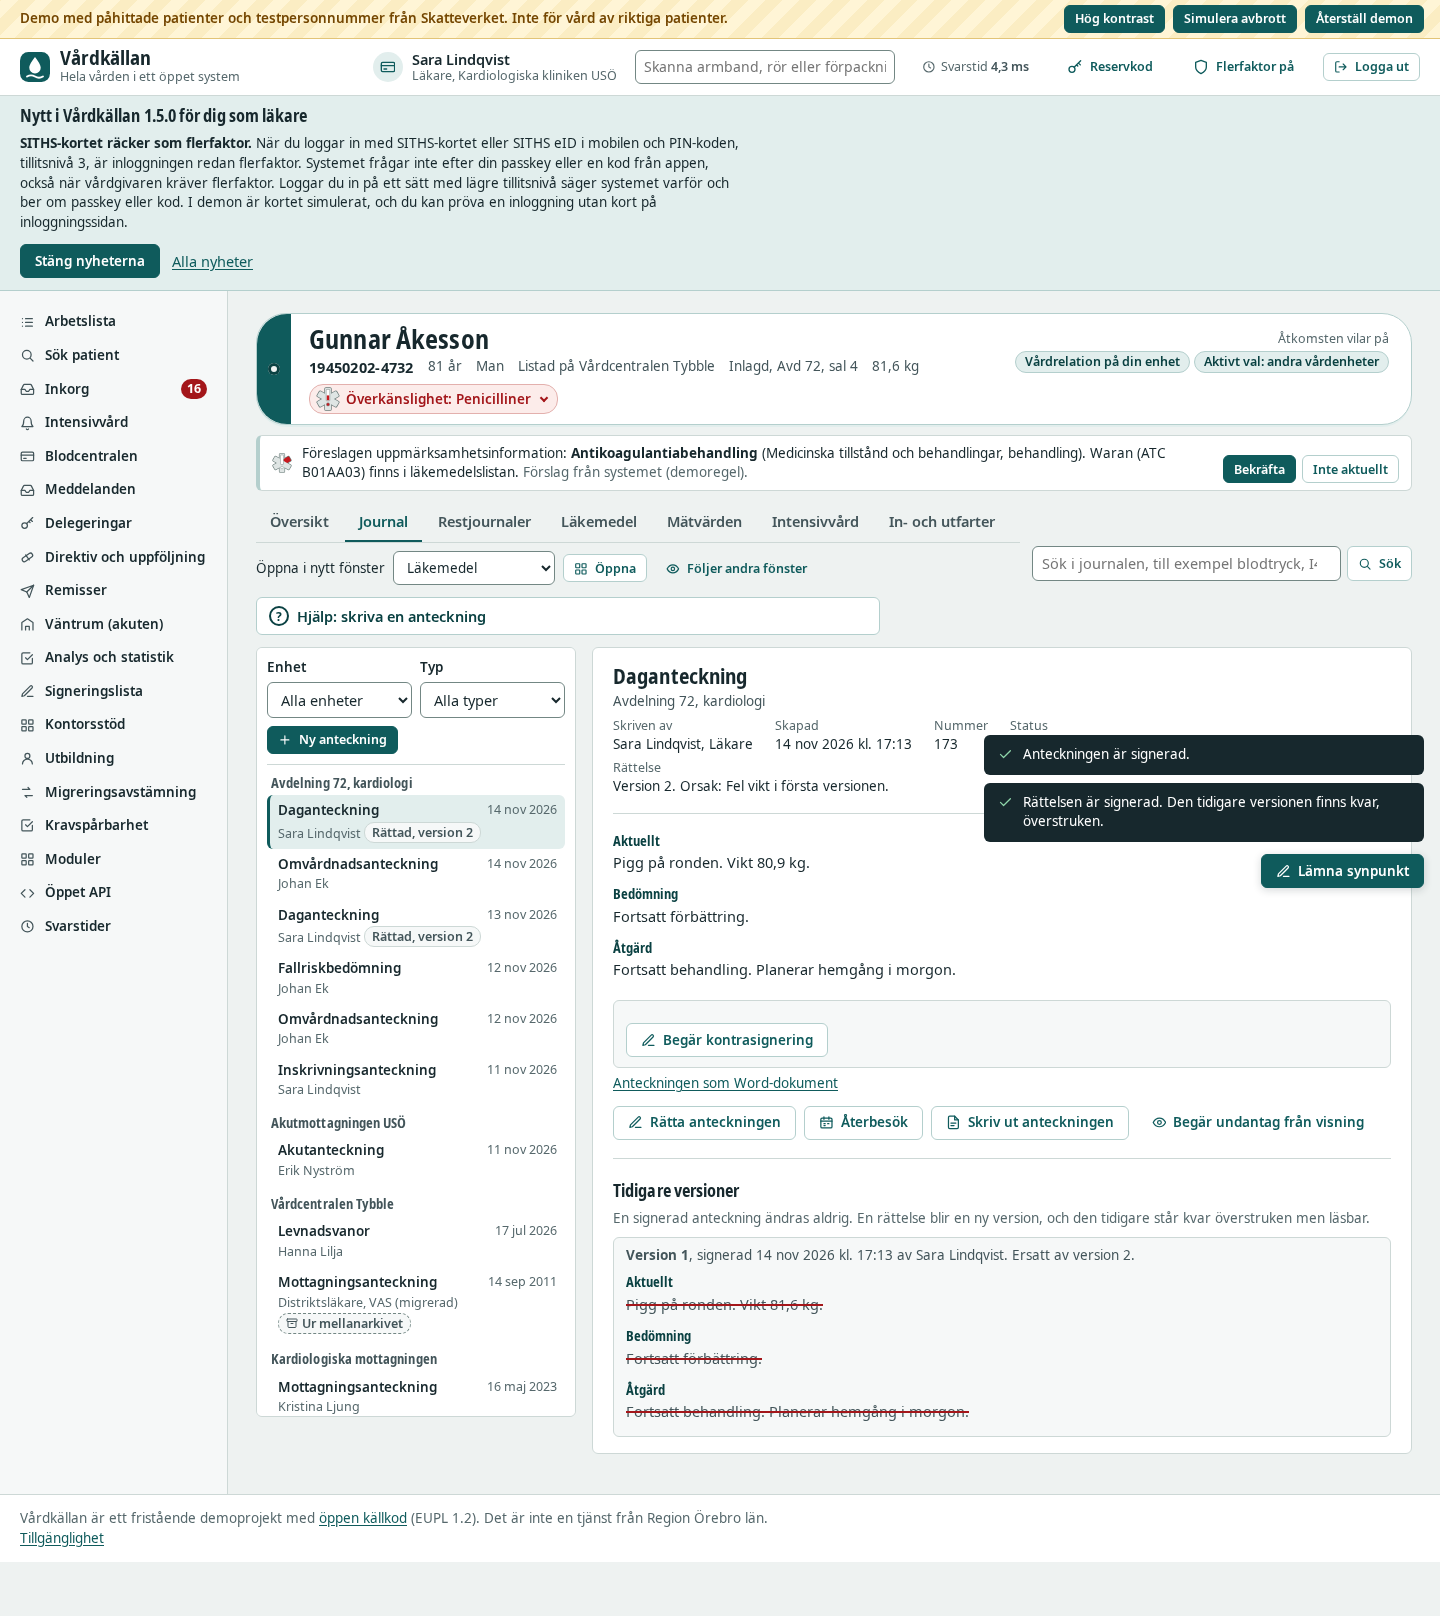 Demo med påhittade patienter och testpersonnummer från Skatteverket. Inte för vård av riktiga patienter.
Hög kontrast
Simulera avbrott
Återställ demon
Vårdkällan
Hela vården i ett öppet system
Sara Lindqvist
Läkare, Kardiologiska kliniken USÖ
Skanna armband, rör eller förpackni
Svarstid 4,3 ms
Reservkod
Flerfaktor på
Logga ut
Nytt i Vårdkällan 1.5.0 för dig som läkare
SITHS-kortet räcker som flerfaktor. När du loggar in med SITHS-kortet eller SITHS eID i mobilen och PIN-koden,
tillitsnivå 3, är inloggningen redan flerfaktor. Systemet frågar inte efter din passkey eller en kod från appen,
också när vårdgivaren kräver flerfaktor. Loggar du in på ett sätt med lägre tillitsnivå säger systemet varför och
ber om passkey eller kod. I demon är kortet simulerat, och du kan pröva en inloggning utan kort på
inloggningssidan.
Stäng nyheterna
Alla nyheter
Arbetslista
Sök patient
Inkorg
16
Intensivvård
Blodcentralen
Meddelanden
Delegeringar
Direktiv och uppföljning
Remisser
Väntrum (akuten)
Analys och statistik
Signeringslista
Kontorsstöd
Utbildning
Migreringsavstämning
Kravspårbarhet
Moduler
Öppet API
Svarstider
Gunnar Åkesson
19450202-4732 81 år Man Listad på Vårdcentralen Tybble Inlagd, Avd 72, sal 4 81,6 kg
Överkänslighet: Penicilliner
Åtkomsten vilar på
Vårdrelation på din enhet
Aktivt val: andra vårdenheter
Föreslagen uppmärksamhetsinformation: Antikoagulantiabehandling (Medicinska tillstånd och behandlingar, behandling). Waran (ATC
B01AA03) finns i läkemedelslistan. Förslag från systemet (demoregel).
Bekräfta
Inte aktuellt
Översikt
Journal
Restjournaler
Läkemedel
Mätvärden
Intensivvård
In- och utfarter
Öppna i nytt fönster
Läkemedel
Öppna
Följer andra fönster
Sök i journalen, till exempel blodtryck, I4
Sök
? Hjälp: skriva en anteckning
Enhet
Typ
Alla enheter
Alla typer
Ny anteckning
Avdelning 72, kardiologi
Daganteckning 14 nov 2026
Sara Lindqvist Rättad, version 2
Omvårdnadsanteckning 14 nov 2026
Johan Ek
Daganteckning 13 nov 2026
Sara Lindqvist Rättad, version 2
Fallriskbedömning 12 nov 2026
Johan Ek
Omvårdnadsanteckning 12 nov 2026
Johan Ek
Inskrivningsanteckning 11 nov 2026
Sara Lindqvist
Akutmottagningen USÖ
Akutanteckning 11 nov 2026
Erik Nyström
Vårdcentralen Tybble
Levnadsvanor 17 jul 2026
Hanna Lilja
Mottagningsanteckning 14 sep 2011
Distriktsläkare, VAS (migrerad)
Ur mellanarkivet
Kardiologiska mottagningen
Mottagningsanteckning 16 maj 2023
Kristina Ljung
Daganteckning
Avdelning 72, kardiologi
Skriven av Skapad Nummer Status
Sara Lindqvist, Läkare 14 nov 2026 kl. 17:13 173
Rättelse
Version 2. Orsak: Fel vikt i första versionen.
Anteckningen är signerad.
Rättelsen är signerad. Den tidigare versionen finns kvar,
överstruken.
Lämna synpunkt
Aktuellt
Pigg på ronden. Vikt 80,9 kg.
Bedömning
Fortsatt förbättring.
Åtgärd
Fortsatt behandling. Planerar hemgång i morgon.
Begär kontrasignering
Anteckningen som Word-dokument
Rätta anteckningen
Återbesök
Skriv ut anteckningen
Begär undantag från visning
Tidigare versioner
En signerad anteckning ändras aldrig. En rättelse blir en ny version, och den tidigare står kvar överstruken men läsbar.
Version 1, signerad 14 nov 2026 kl. 17:13 av Sara Lindqvist. Ersatt av version 2.
Aktuellt
Pigg på ronden. Vikt 81,6 kg.
Bedömning
Fortsatt förbättring.
Åtgärd
Fortsatt behandling. Planerar hemgång i morgon.
Vårdkällan är ett fristående demoprojekt med öppen källkod (EUPL 1.2). Det är inte en tjänst från Region Örebro län.
Tillgänglighet